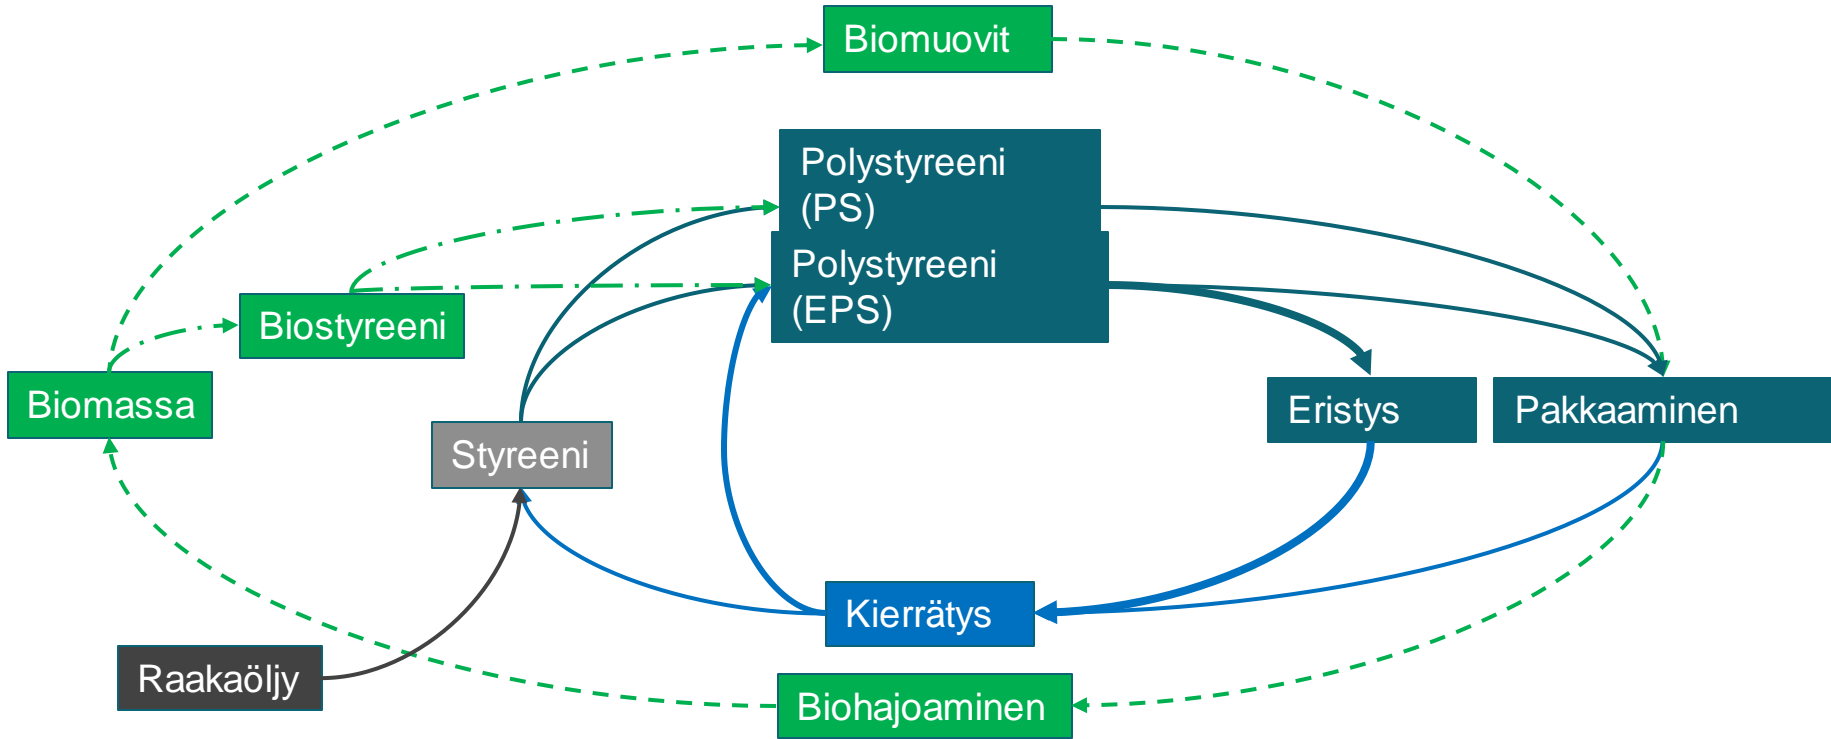 Biomuovit
Polystyreeni
(PS)
Polystyreeni
(EPS)
Biostyreeni
Biomassa
Styreeni
Eristys
Pakkaaminen
Kierrätys
Raakaöljy
Biohajoaminen